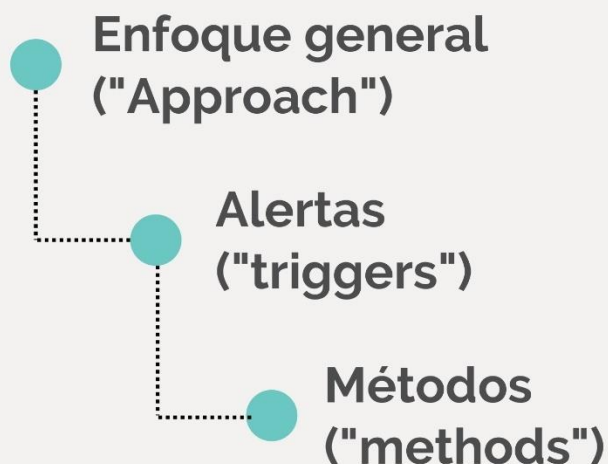 Enfoque general
("Approach")
Alertas
("triggers")
Métodos
("methods")